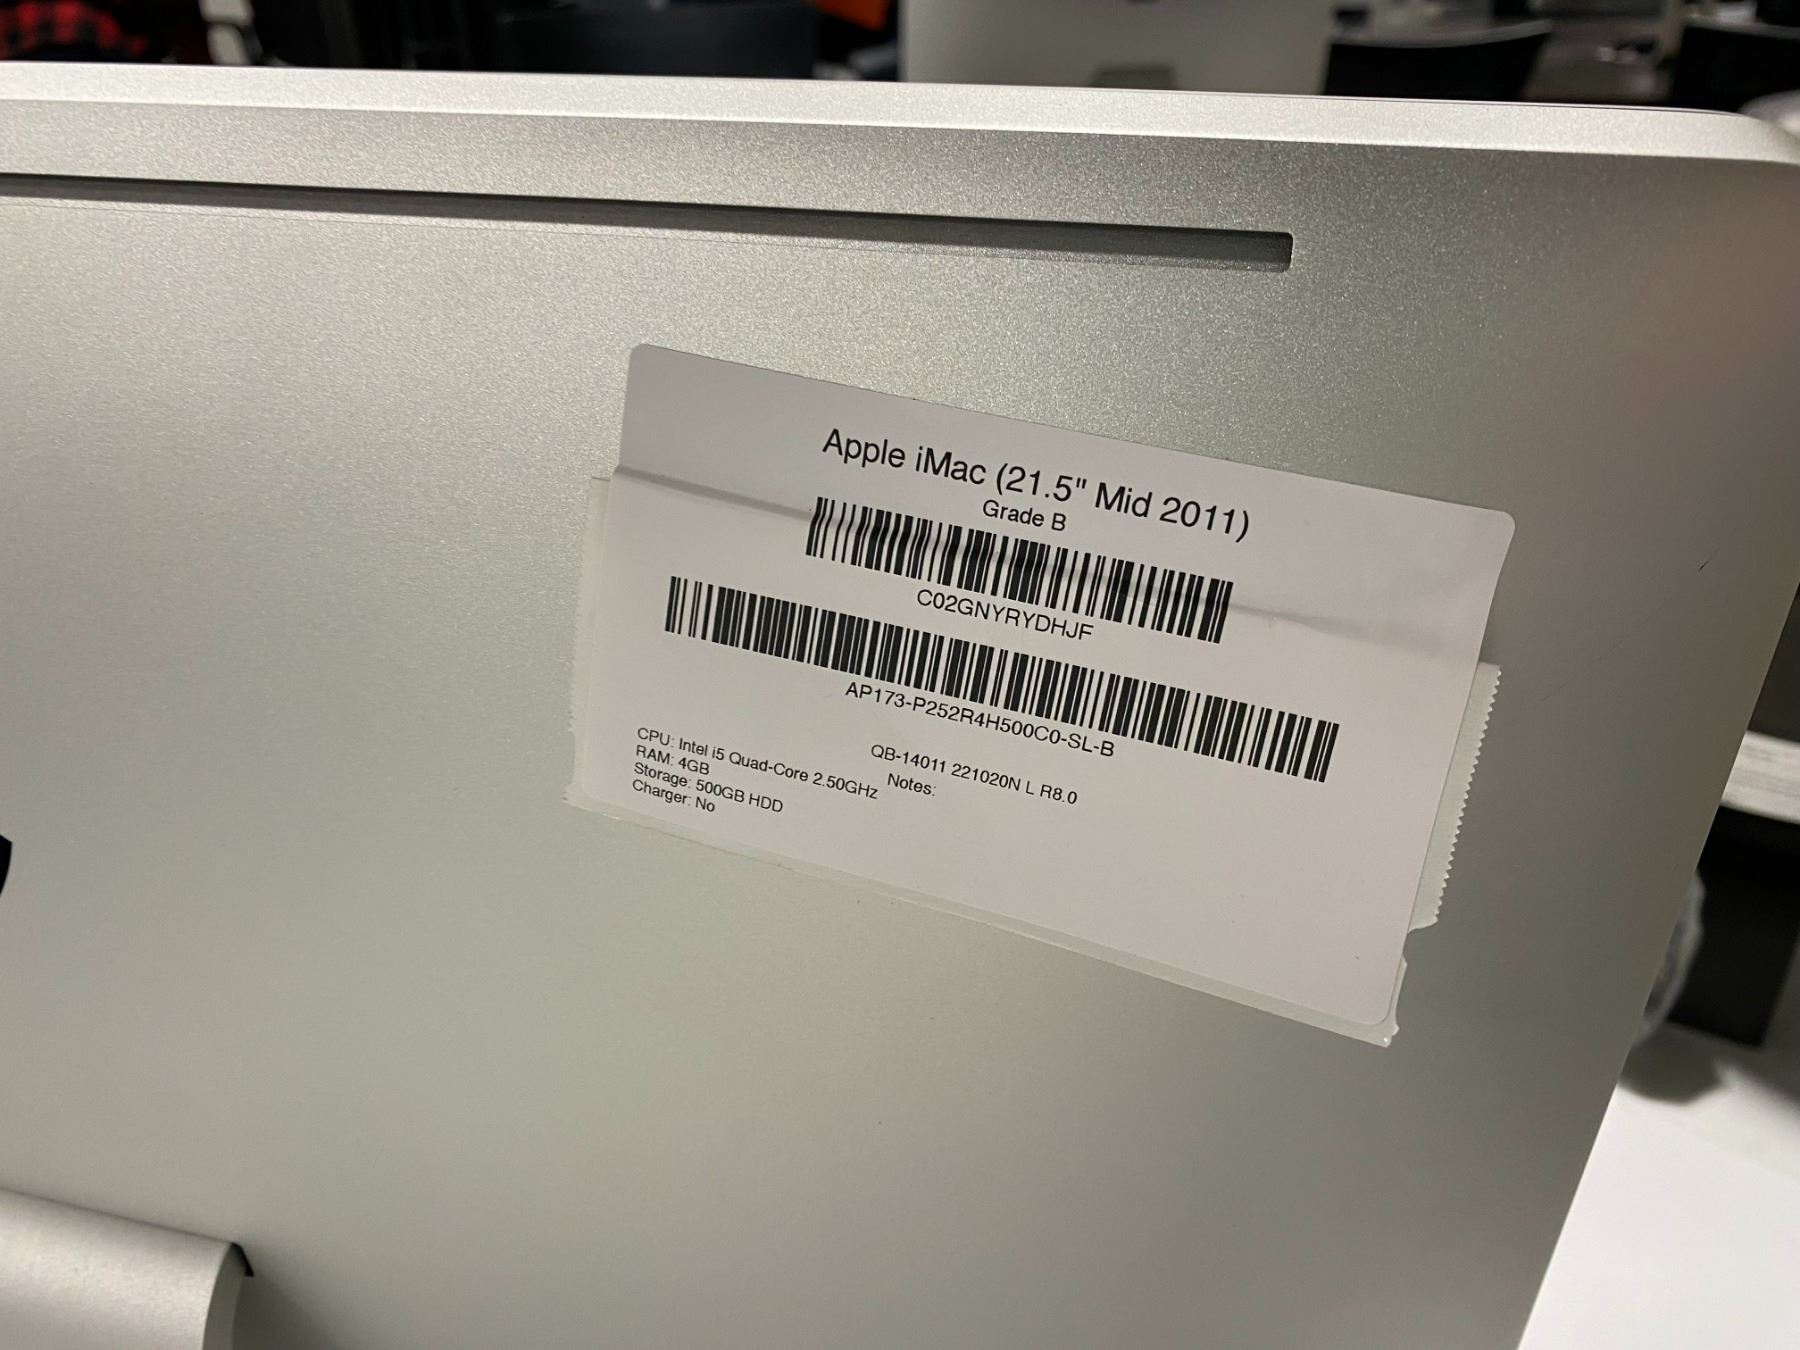 Apple iMac (21.5" Mid 2011)
Grade B
C02GNYRYDHJF
AP173-P252R4H500C0-SL-B
CPU: Intel i5 Quad-Core 2.50GHz
RAM: 4GB
Storage: 500GB HDD
Charger: No
QB-14011 221020N L R8.0
Notes: